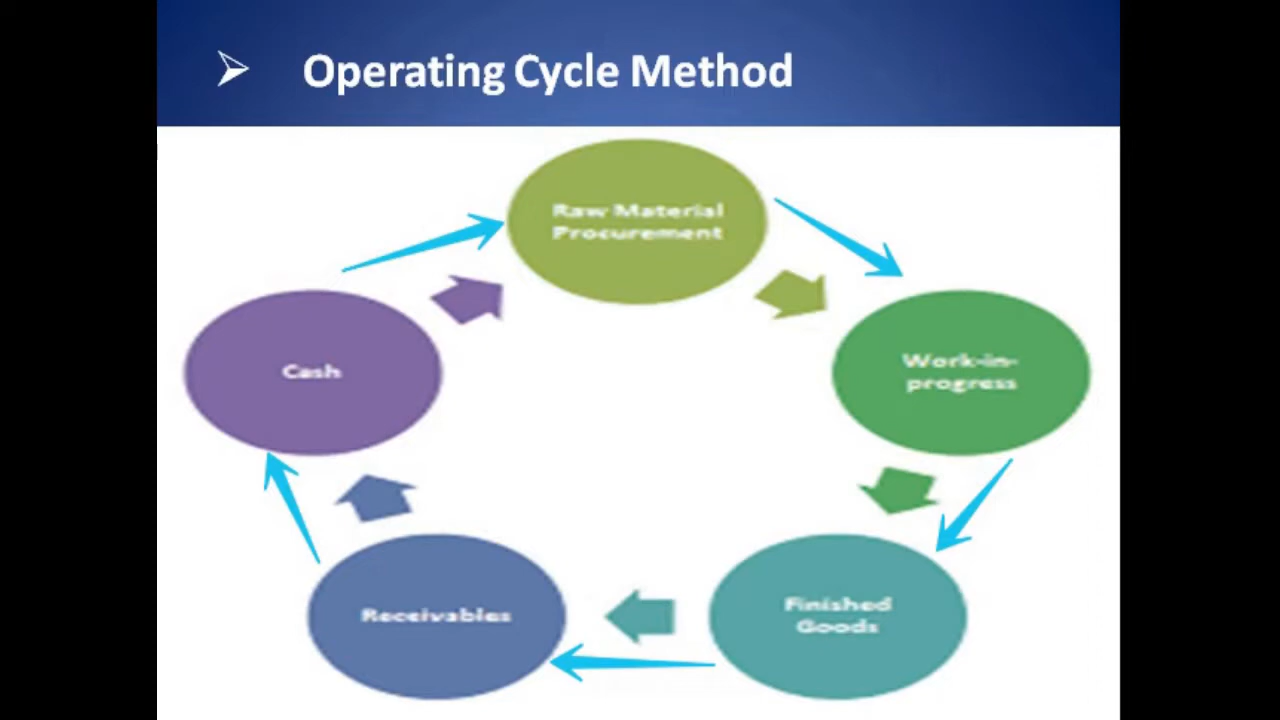 Operating Cycle Method
Raw Material
Procurement
Work-in-
progress
Cash
Finished
Goods
Receivables